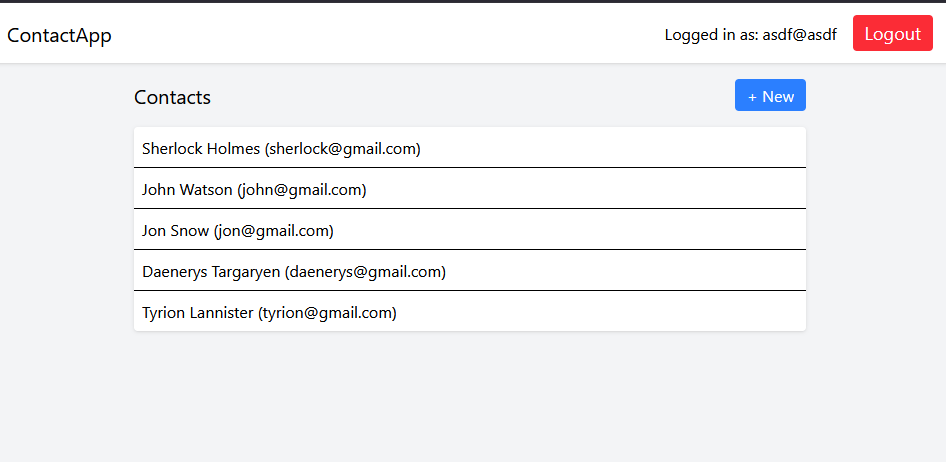 ContactApp
Logged in as: asdf@asdf
Logout
Contacts
+ New
Sherlock Holmes (sherlock@gmail.com)
John Watson (john@gmail.com)
Jon Snow (jon@gmail.com)
Daenerys Targaryen (daenerys@gmail.com)
Tyrion Lannister (tyrion@gmail.com)